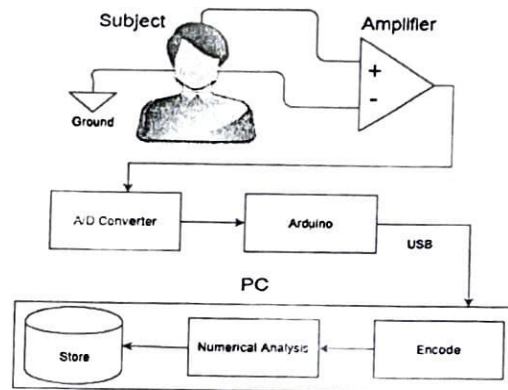 Subject
Amplifier
+
-
Ground
A/D Converter
Arduino
USB
PC
Store
Numerical Analysis
Encode